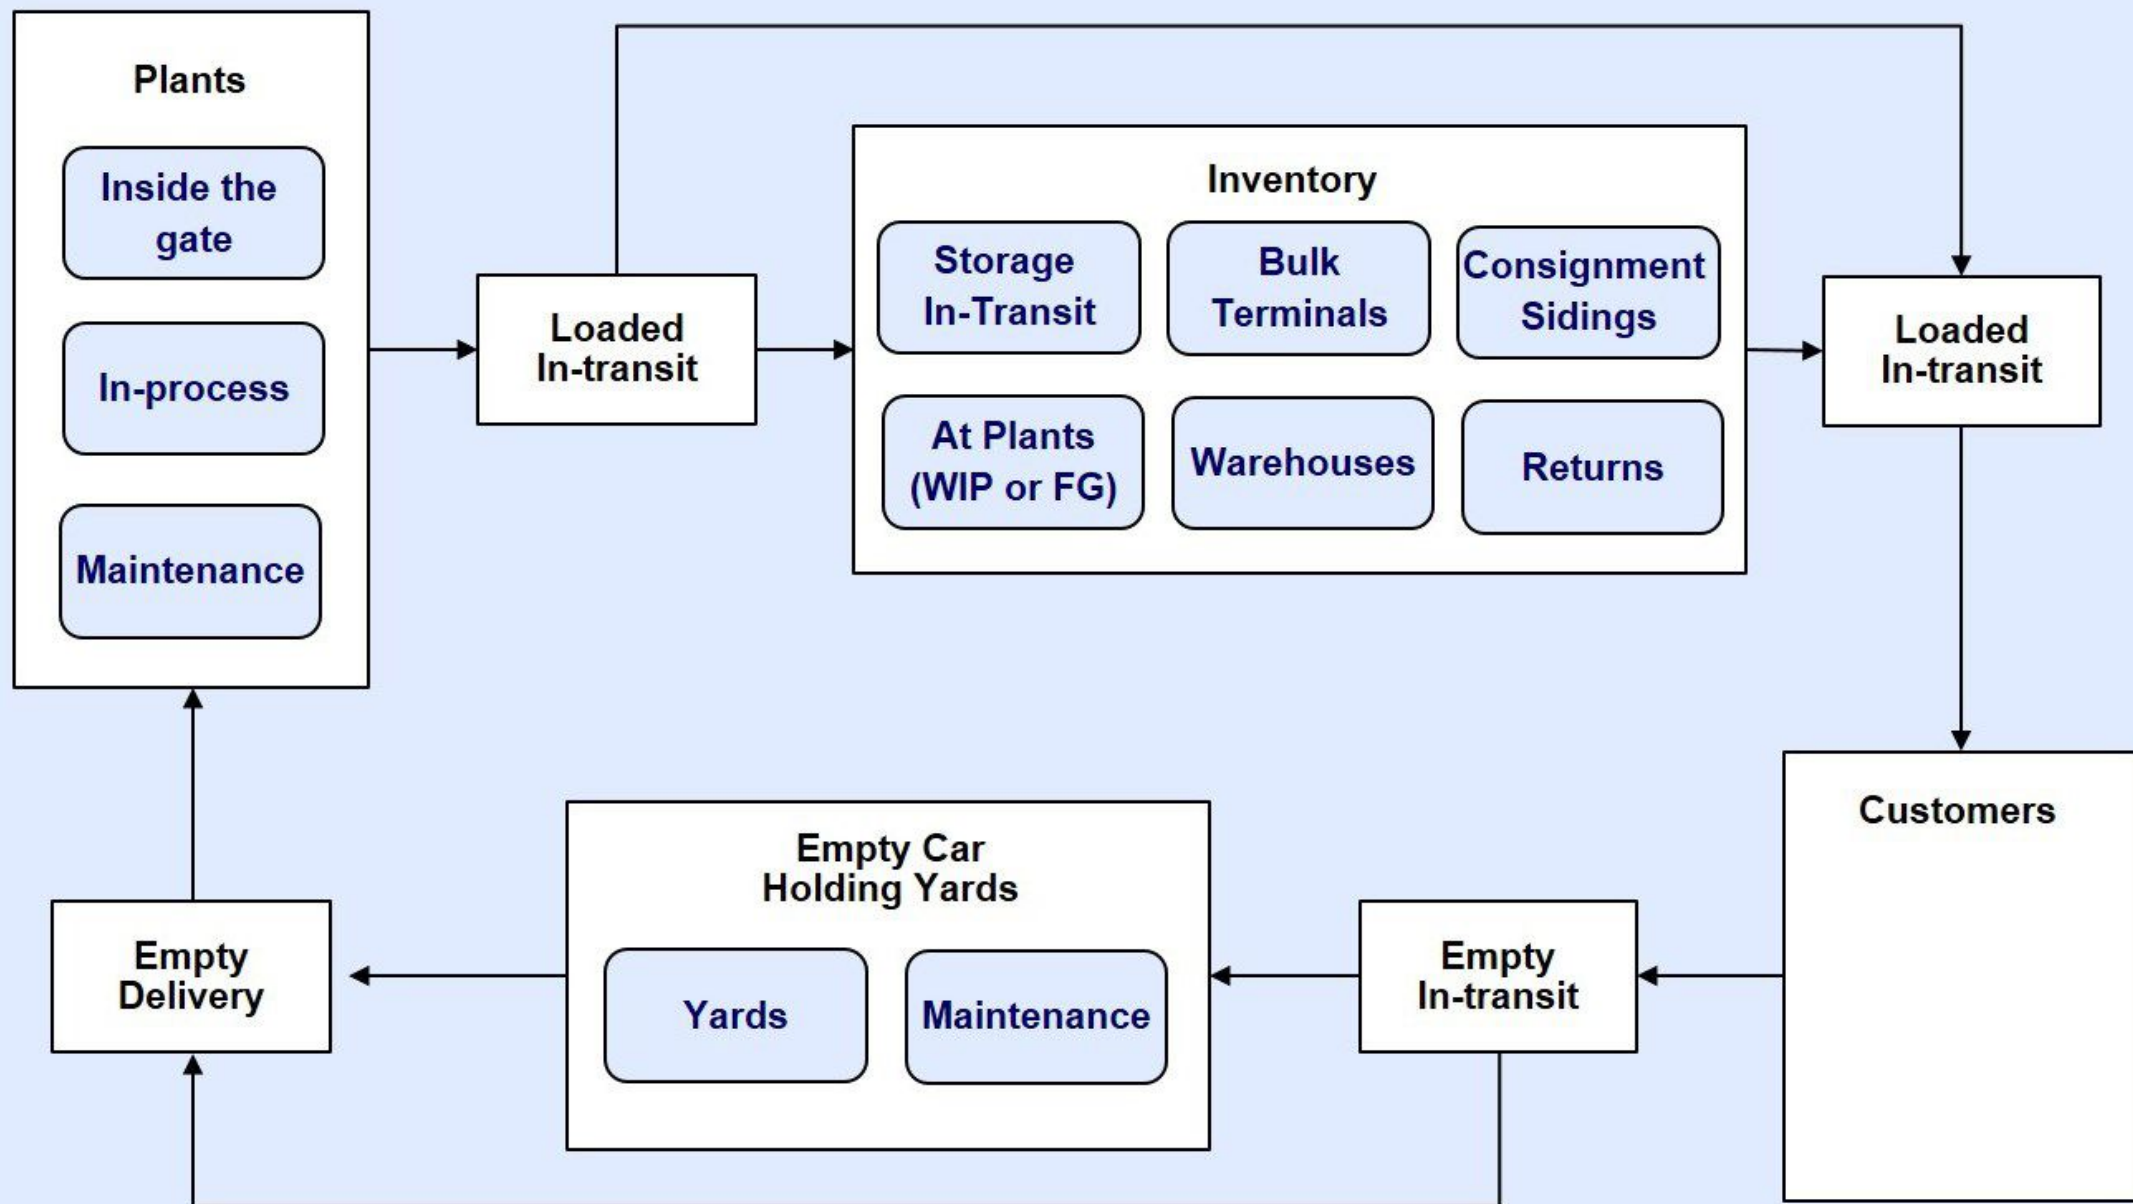 Plants
Inside the
gate
In-process
Maintenance
Loaded
In-transit
Inventory
Storage
In-Transit
Bulk
Terminals
Consignment
Sidings
At Plants
(WIP or FG)
Warehouses
Returns
Loaded
In-transit
Customers
Empty
In-transit
Empty Car
Holding Yards
Yards
Maintenance
Empty
Delivery